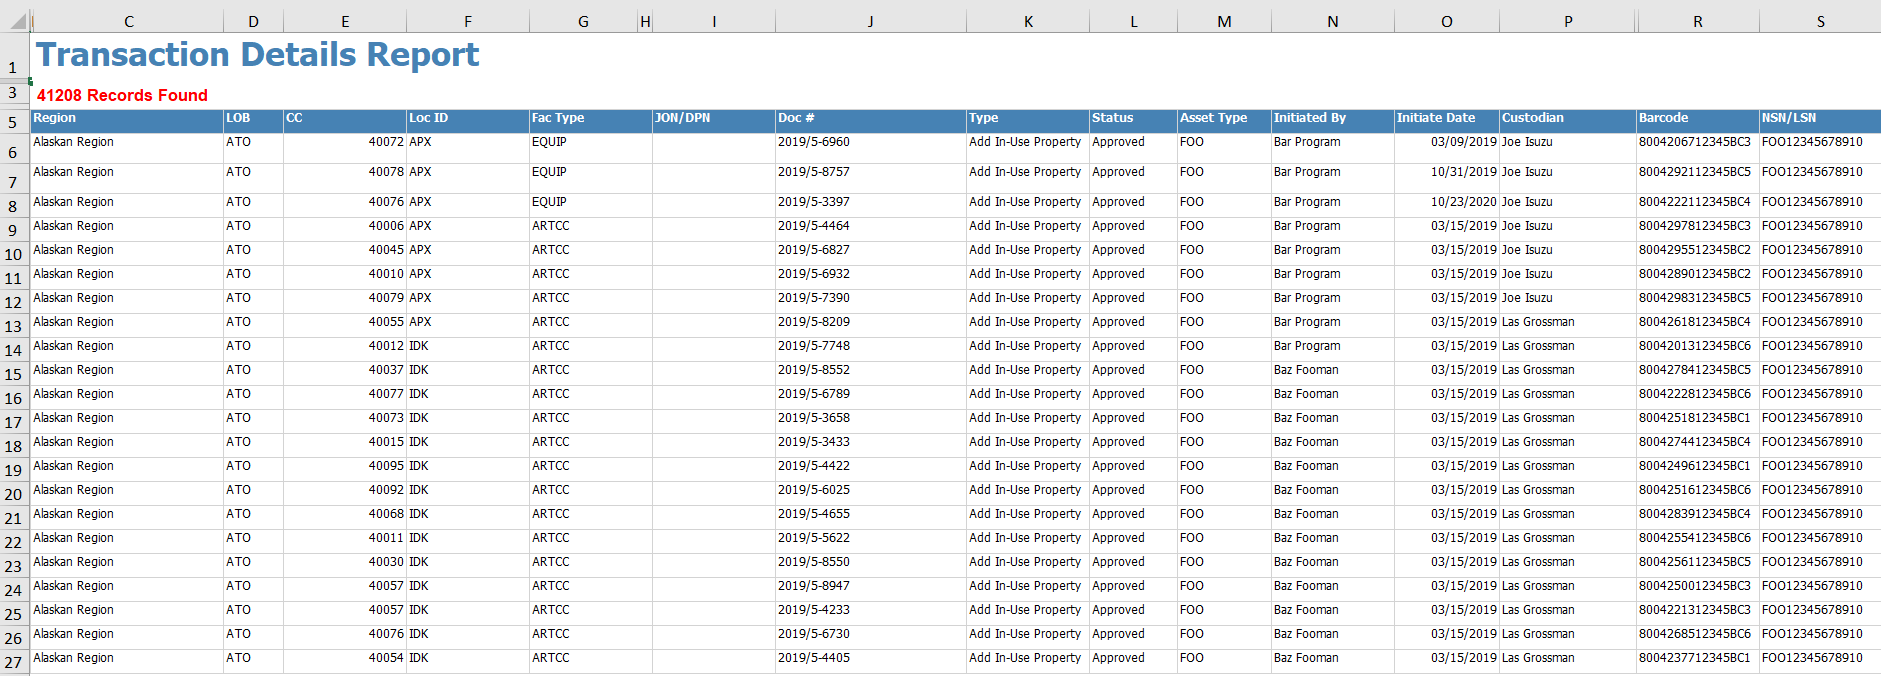 C D E F G H I J K L M N O P R S
1 Transaction Details Report
3 41208 Records Found
5 Region LOB CC Loc ID Fac Type JON/DPN Doc # Type Status Asset Type Initiated By Initiate Date Custodian Barcode NSN/LSN
6 Alaskan Region ATO 40072 APX EQUIP 2019/5-6960 Add In-Use Property Approved FOO Bar Program 03/09/2019 Joe Isuzu 8004206712345BC3 FOO12345678910
7 Alaskan Region ATO 40078 APX EQUIP 2019/5-8757 Add In-Use Property Approved FOO Bar Program 10/31/2019 Joe Isuzu 8004292112345BC5 FOO12345678910
8 Alaskan Region ATO 40076 APX EQUIP 2019/5-3397 Add In-Use Property Approved FOO Bar Program 10/23/2020 Joe Isuzu 8004222112345BC4 FOO12345678910
9 Alaskan Region ATO 40006 APX ARTCC 2019/5-4464 Add In-Use Property Approved FOO Bar Program 03/15/2019 Joe Isuzu 8004297812345BC3 FOO12345678910
10 Alaskan Region ATO 40045 APX ARTCC 2019/5-6827 Add In-Use Property Approved FOO Bar Program 03/15/2019 Joe Isuzu 8004295512345BC2 FOO12345678910
11 Alaskan Region ATO 40010 APX ARTCC 2019/5-6932 Add In-Use Property Approved FOO Bar Program 03/15/2019 Joe Isuzu 8004289012345BC2 FOO12345678910
12 Alaskan Region ATO 40079 APX ARTCC 2019/5-7390 Add In-Use Property Approved FOO Bar Program 03/15/2019 Joe Isuzu 8004298312345BC5 FOO12345678910
13 Alaskan Region ATO 40055 APX ARTCC 2019/5-8209 Add In-Use Property Approved FOO Bar Program 03/15/2019 Las Grossman 8004261812345BC4 FOO12345678910
14 Alaskan Region ATO 40012 IDK ARTCC 2019/5-7748 Add In-Use Property Approved FOO Bar Program 03/15/2019 Las Grossman 8004201312345BC6 FOO12345678910
15 Alaskan Region ATO 40037 IDK ARTCC 2019/5-8552 Add In-Use Property Approved FOO Baz Fooman 03/15/2019 Las Grossman 8004278412345BC5 FOO12345678910
16 Alaskan Region ATO 40077 IDK ARTCC 2019/5-6789 Add In-Use Property Approved FOO Baz Fooman 03/15/2019 Las Grossman 8004222812345BC6 FOO12345678910
17 Alaskan Region ATO 40073 IDK ARTCC 2019/5-3658 Add In-Use Property Approved FOO Baz Fooman 03/15/2019 Las Grossman 8004251812345BC1 FOO12345678910
18 Alaskan Region ATO 40015 IDK ARTCC 2019/5-3433 Add In-Use Property Approved FOO Baz Fooman 03/15/2019 Las Grossman 8004274412345BC4 FOO12345678910
19 Alaskan Region ATO 40095 IDK ARTCC 2019/5-4422 Add In-Use Property Approved FOO Baz Fooman 03/15/2019 Las Grossman 8004249612345BC1 FOO12345678910
20 Alaskan Region ATO 40092 IDK ARTCC 2019/5-6025 Add In-Use Property Approved FOO Baz Fooman 03/15/2019 Las Grossman 8004251612345BC6 FOO12345678910
21 Alaskan Region ATO 40068 IDK ARTCC 2019/5-4655 Add In-Use Property Approved FOO Baz Fooman 03/15/2019 Las Grossman 8004283912345BC4 FOO12345678910
22 Alaskan Region ATO 40011 IDK ARTCC 2019/5-5622 Add In-Use Property Approved FOO Baz Fooman 03/15/2019 Las Grossman 8004255412345BC6 FOO12345678910
23 Alaskan Region ATO 40030 IDK ARTCC 2019/5-8550 Add In-Use Property Approved FOO Baz Fooman 03/15/2019 Las Grossman 8004256112345BC5 FOO12345678910
24 Alaskan Region ATO 40057 IDK ARTCC 2019/5-8947 Add In-Use Property Approved FOO Baz Fooman 03/15/2019 Las Grossman 8004250012345BC3 FOO12345678910
25 Alaskan Region ATO 40057 IDK ARTCC 2019/5-4233 Add In-Use Property Approved FOO Baz Fooman 03/15/2019 Las Grossman 8004221312345BC3 FOO12345678910
26 Alaskan Region ATO 40076 IDK ARTCC 2019/5-6730 Add In-Use Property Approved FOO Baz Fooman 03/15/2019 Las Grossman 8004268512345BC6 FOO12345678910
27 Alaskan Region ATO 40054 IDK ARTCC 2019/5-4405 Add In-Use Property Approved FOO Baz Fooman 03/15/2019 Las Grossman 8004237712345BC1 FOO12345678910